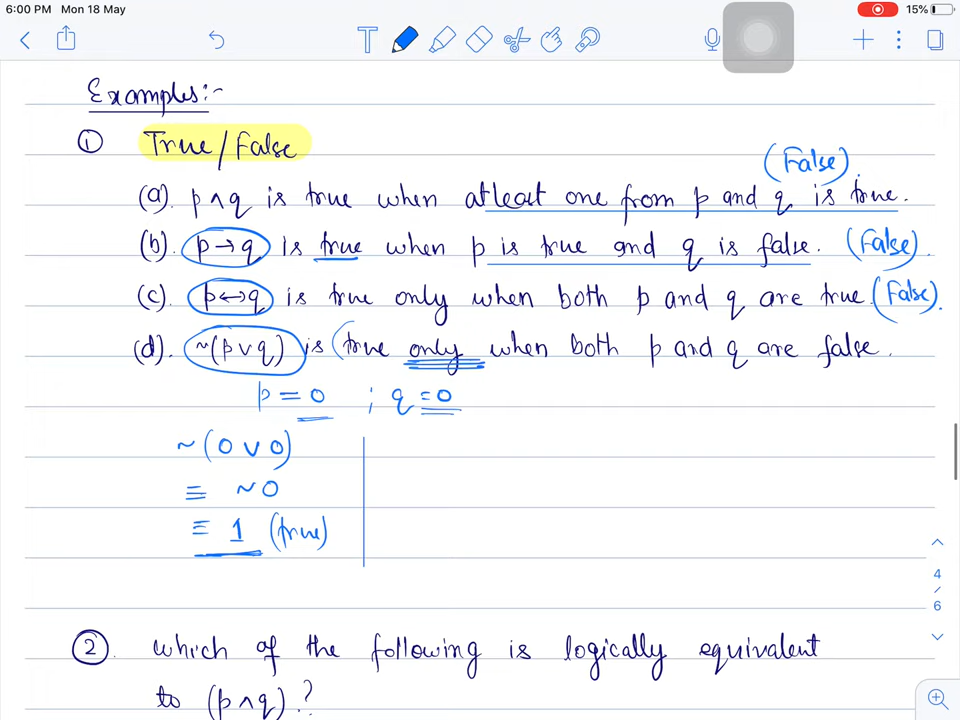 6:00 PM Mon 18 May
15%
T
Examples:-
① True/False
(False).
(a). p ∧ q is true when atleast one from p and q is true.
(b). p → q is true when p is true and q is false. (False).
(c). p ↔ q is true only when both p and q are true. (False).
(d). ~(p ∨ q) is (true only when both p and q are false.
p = 0 ; q = 0
~(0 ∨ 0)
≡ ~0
≡ 1 (true)
4
/
6
②. which of the following is logically equivalent
to (p ∧ q)?